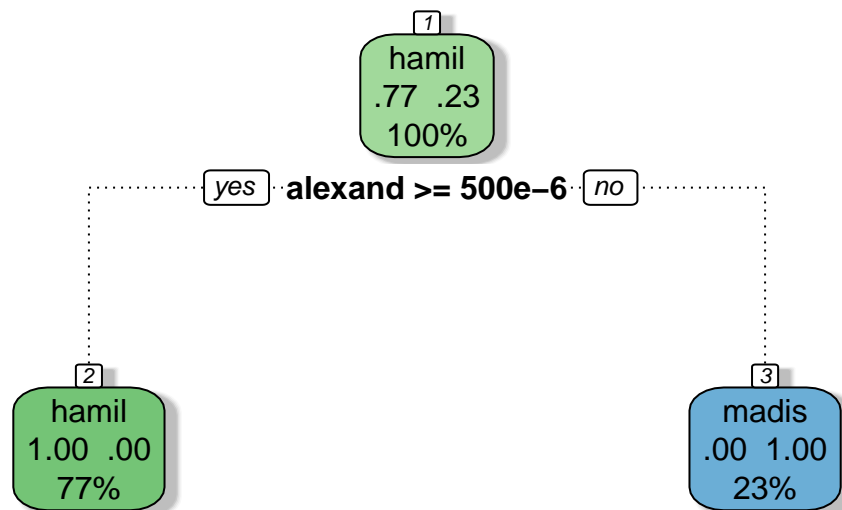 1
hamil
.77 .23
100%
yes alexand >= 500e−6 no
2
hamil
1.00 .00
77%
3
madis
.00 1.00
23%